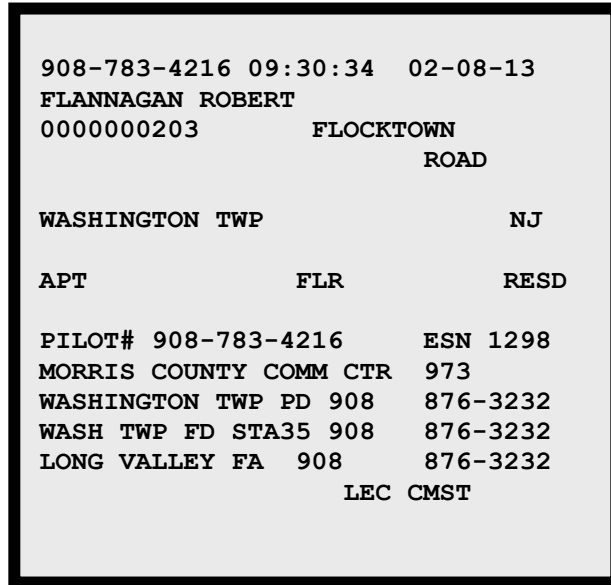 908-783-4216 09:30:34 02-08-13
FLANNAGAN ROBERT
0000000203 FLOCKTOWN
ROAD
WASHINGTON TWP NJ
APT FLR RESD
PILOT# 908-783-4216 ESN 1298
MORRIS COUNTY COMM CTR 973
WASHINGTON TWP PD 908 876-3232
WASH TWP FD STA35 908 876-3232
LONG VALLEY FA 908 876-3232
LEC CMST